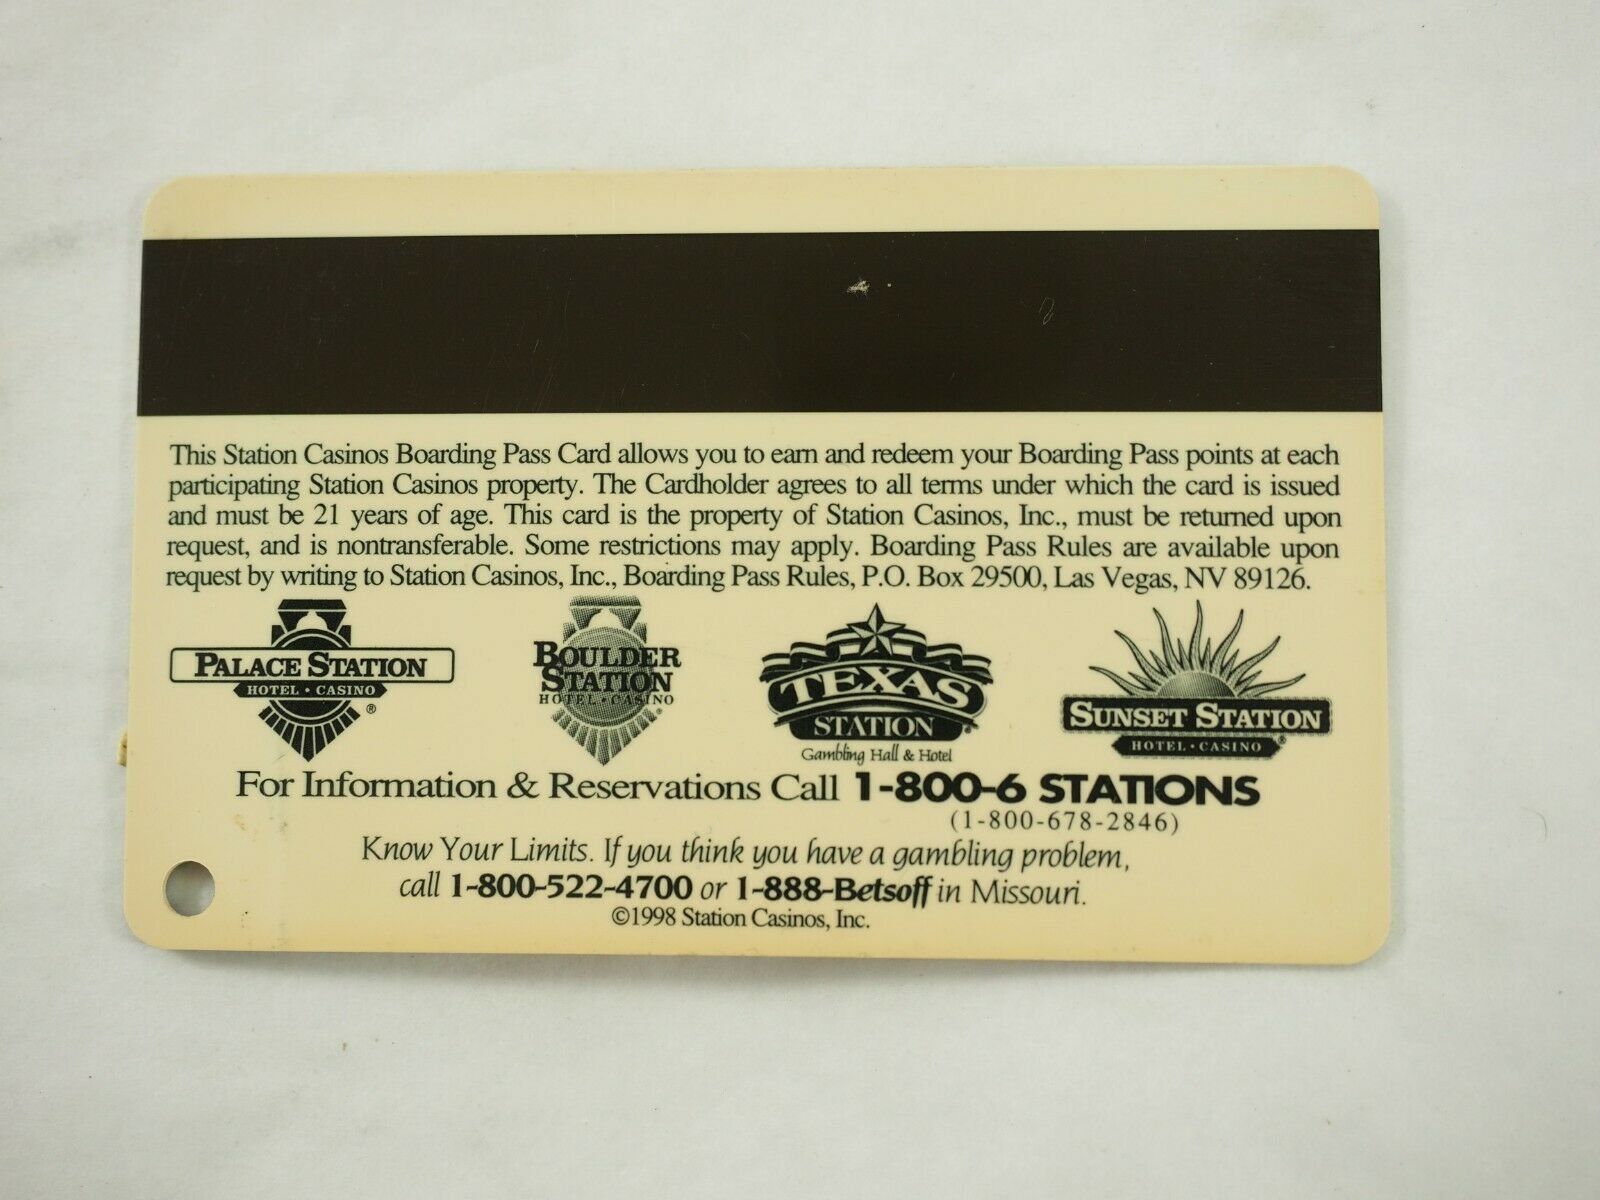 This Station Casinos Boarding Pass Card allows you to earn and redeem your Boarding Pass points at each
participating Station Casinos property. The Cardholder agrees to all terms under which the card is issued
and must be 21 years of age. This card is the property of Station Casinos, Inc., must be returned upon
request, and is nontransferable. Some restrictions may apply. Boarding Pass Rules are available upon
request by writing to Station Casinos, Inc., Boarding Pass Rules, P.O. Box 29500, Las Vegas, NV 89126.
PALACE STATION
HOTEL • CASINO
®
BOULDER
STATION
HOTEL • CASINO
®
TEXAS
STATION
®
Gambling Hall & Hotel
SUNSET STATION
HOTEL • CASINO
®
For Information & Reservations Call 1-800-6 STATIONS
(1-800-678-2846)
Know Your Limits. If you think you have a gambling problem,
call 1-800-522-4700 or 1-888-Betsoff in Missouri.
©1998 Station Casinos, Inc.